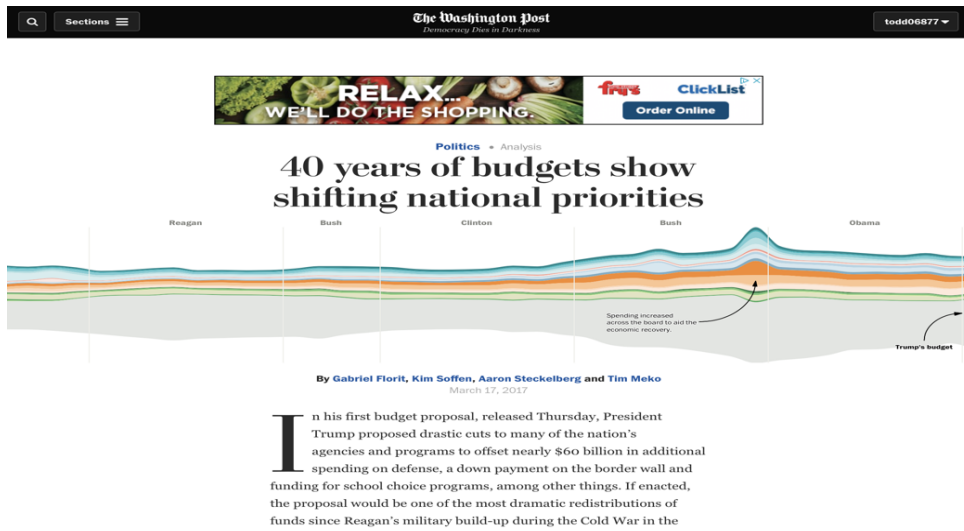 Sections
The Washington Post
Democracy Dies in Darkness
todd06877
RELAX...
WE'LL DO THE SHOPPING.
fry's
ClickList
Order Online
Politics • Analysis
40 years of budgets show
shifting national priorities
Reagan
Bush
Clinton
Bush
Obama
Spending increased
across the board to aid the
economic recovery.
Trump's budget
By Gabriel Florit, Kim Soffen, Aaron Steckelberg and Tim Meko
March 17, 2017
In his first budget proposal, released Thursday, President
Trump proposed drastic cuts to many of the nation's
agencies and programs to offset nearly $60 billion in additional
spending on defense, a down payment on the border wall and
funding for school choice programs, among other things. If enacted,
the proposal would be one of the most dramatic redistributions of
funds since Reagan's military build-up during the Cold War in the